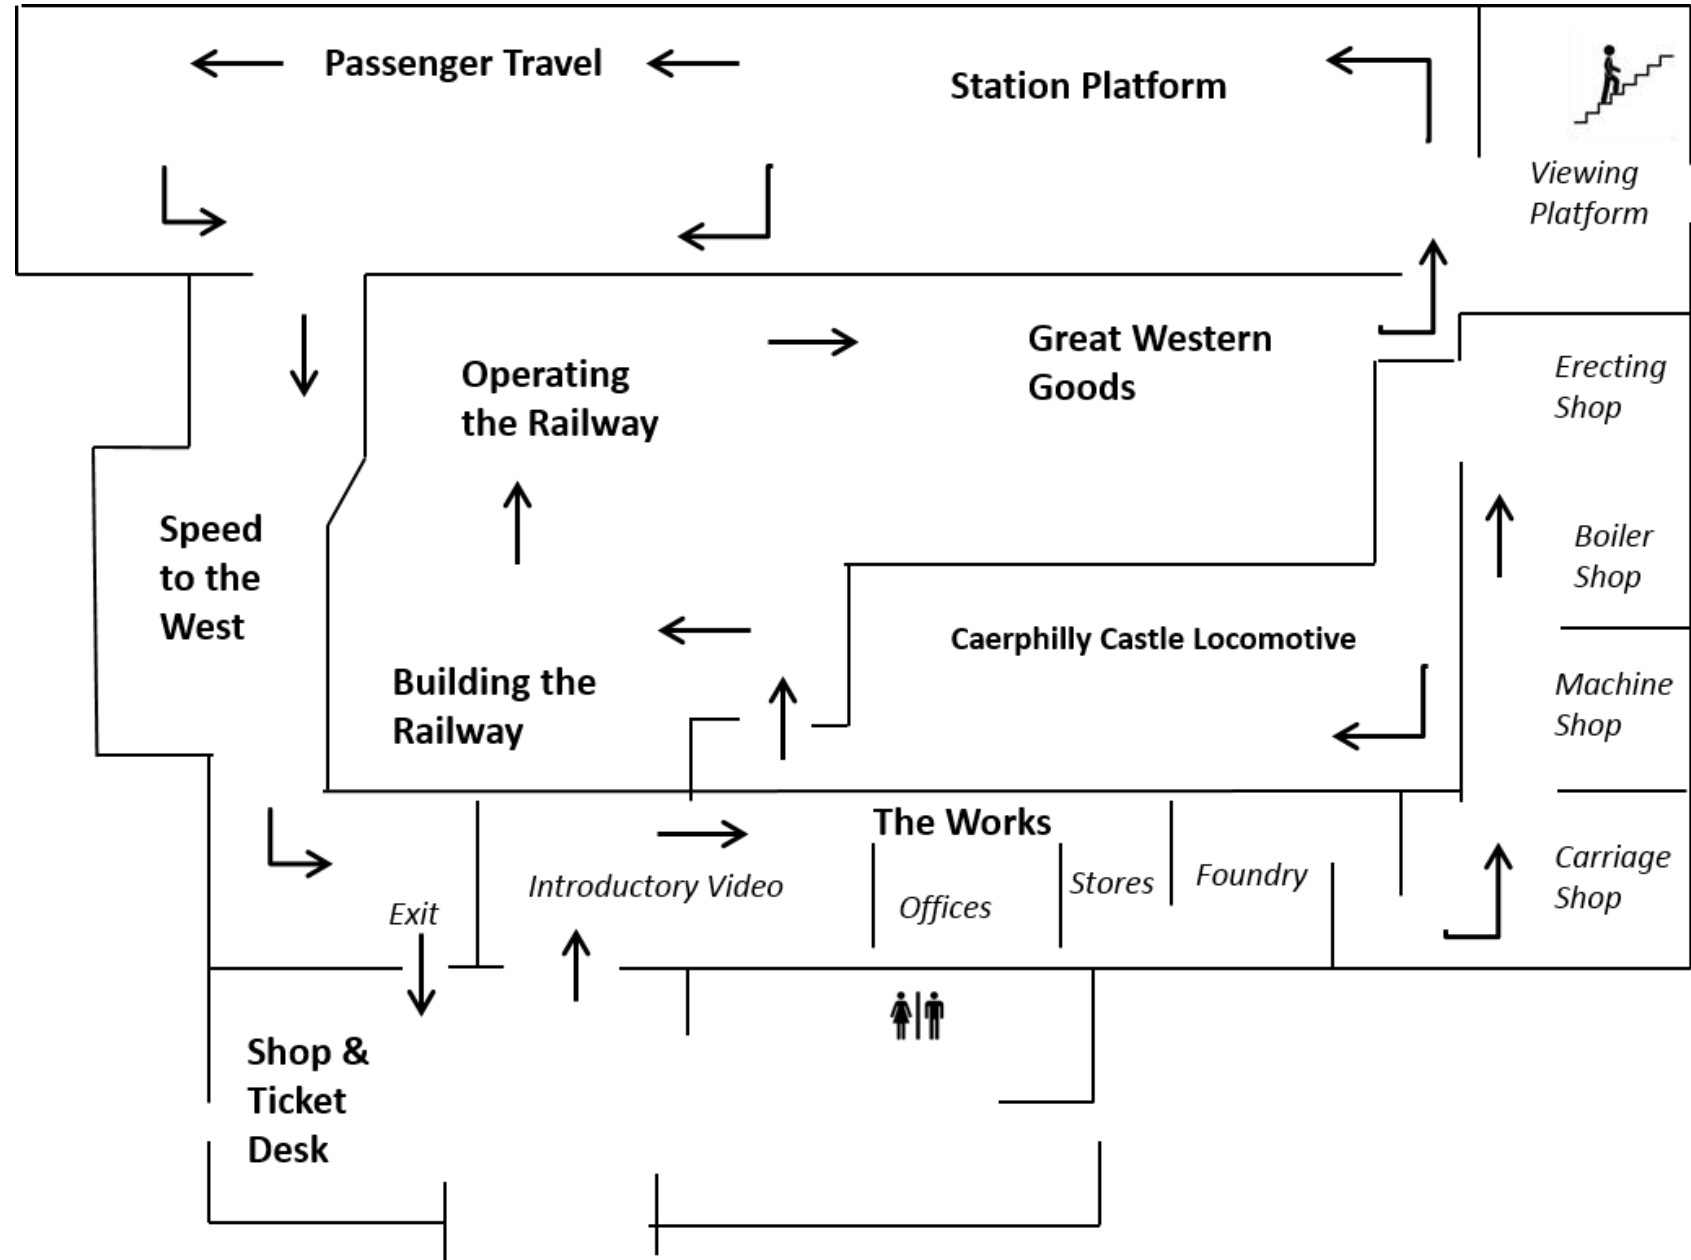 Passenger Travel
Station Platform
Viewing
Platform
Operating
the Railway
Great Western
Goods
Erecting
Shop
Speed
to the
West
Boiler
Shop
Caerphilly Castle Locomotive
Building the
Railway
Machine
Shop
The Works
Introductory Video
Exit
Offices
Stores
Foundry
Carriage
Shop
Shop &
Ticket
Desk